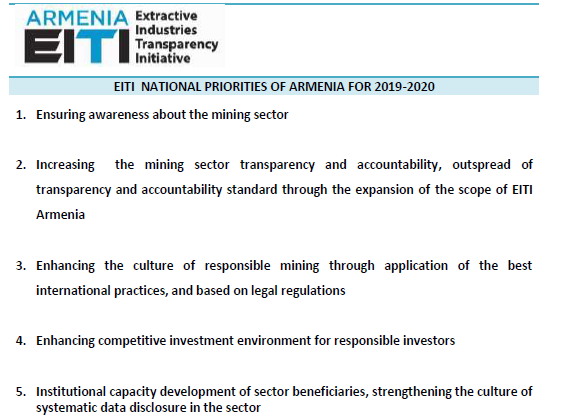 ARMENIA
EITI
Extractive
Industries
Transparency
Initiative
EITI NATIONAL PRIORITIES OF ARMENIA FOR 2019-2020
1. Ensuring awareness about the mining sector
2. Increasing the mining sector transparency and accountability, outspread of
transparency and accountability standard through the expansion of the scope of EITI
Armenia
3. Enhancing the culture of responsible mining through application of the best
international practices, and based on legal regulations
4. Enhancing competitive investment environment for responsible investors
5. Institutional capacity development of sector beneficiaries, strengthening the culture of
systematic data disclosure in the sector